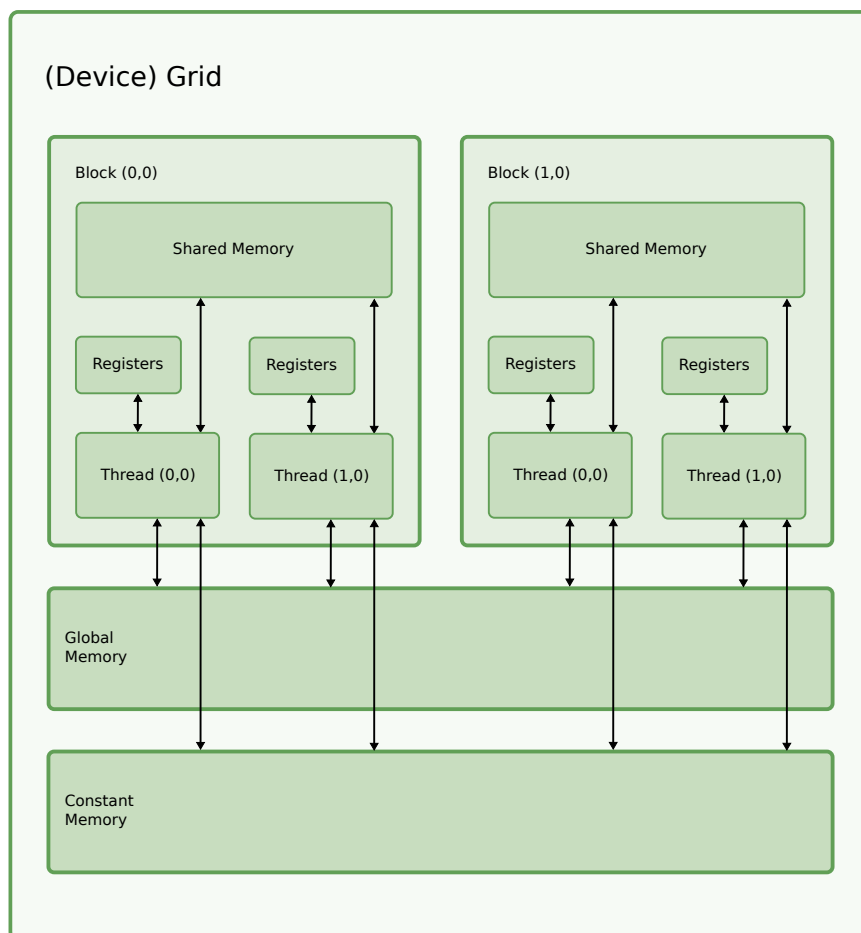 (Device) Grid
Block (0,0)
Shared Memory
Registers
Registers
Thread (0,0)
Thread (1,0)
Block (1,0)
Shared Memory
Registers
Registers
Thread (0,0)
Thread (1,0)
Global
Memory
Constant
Memory